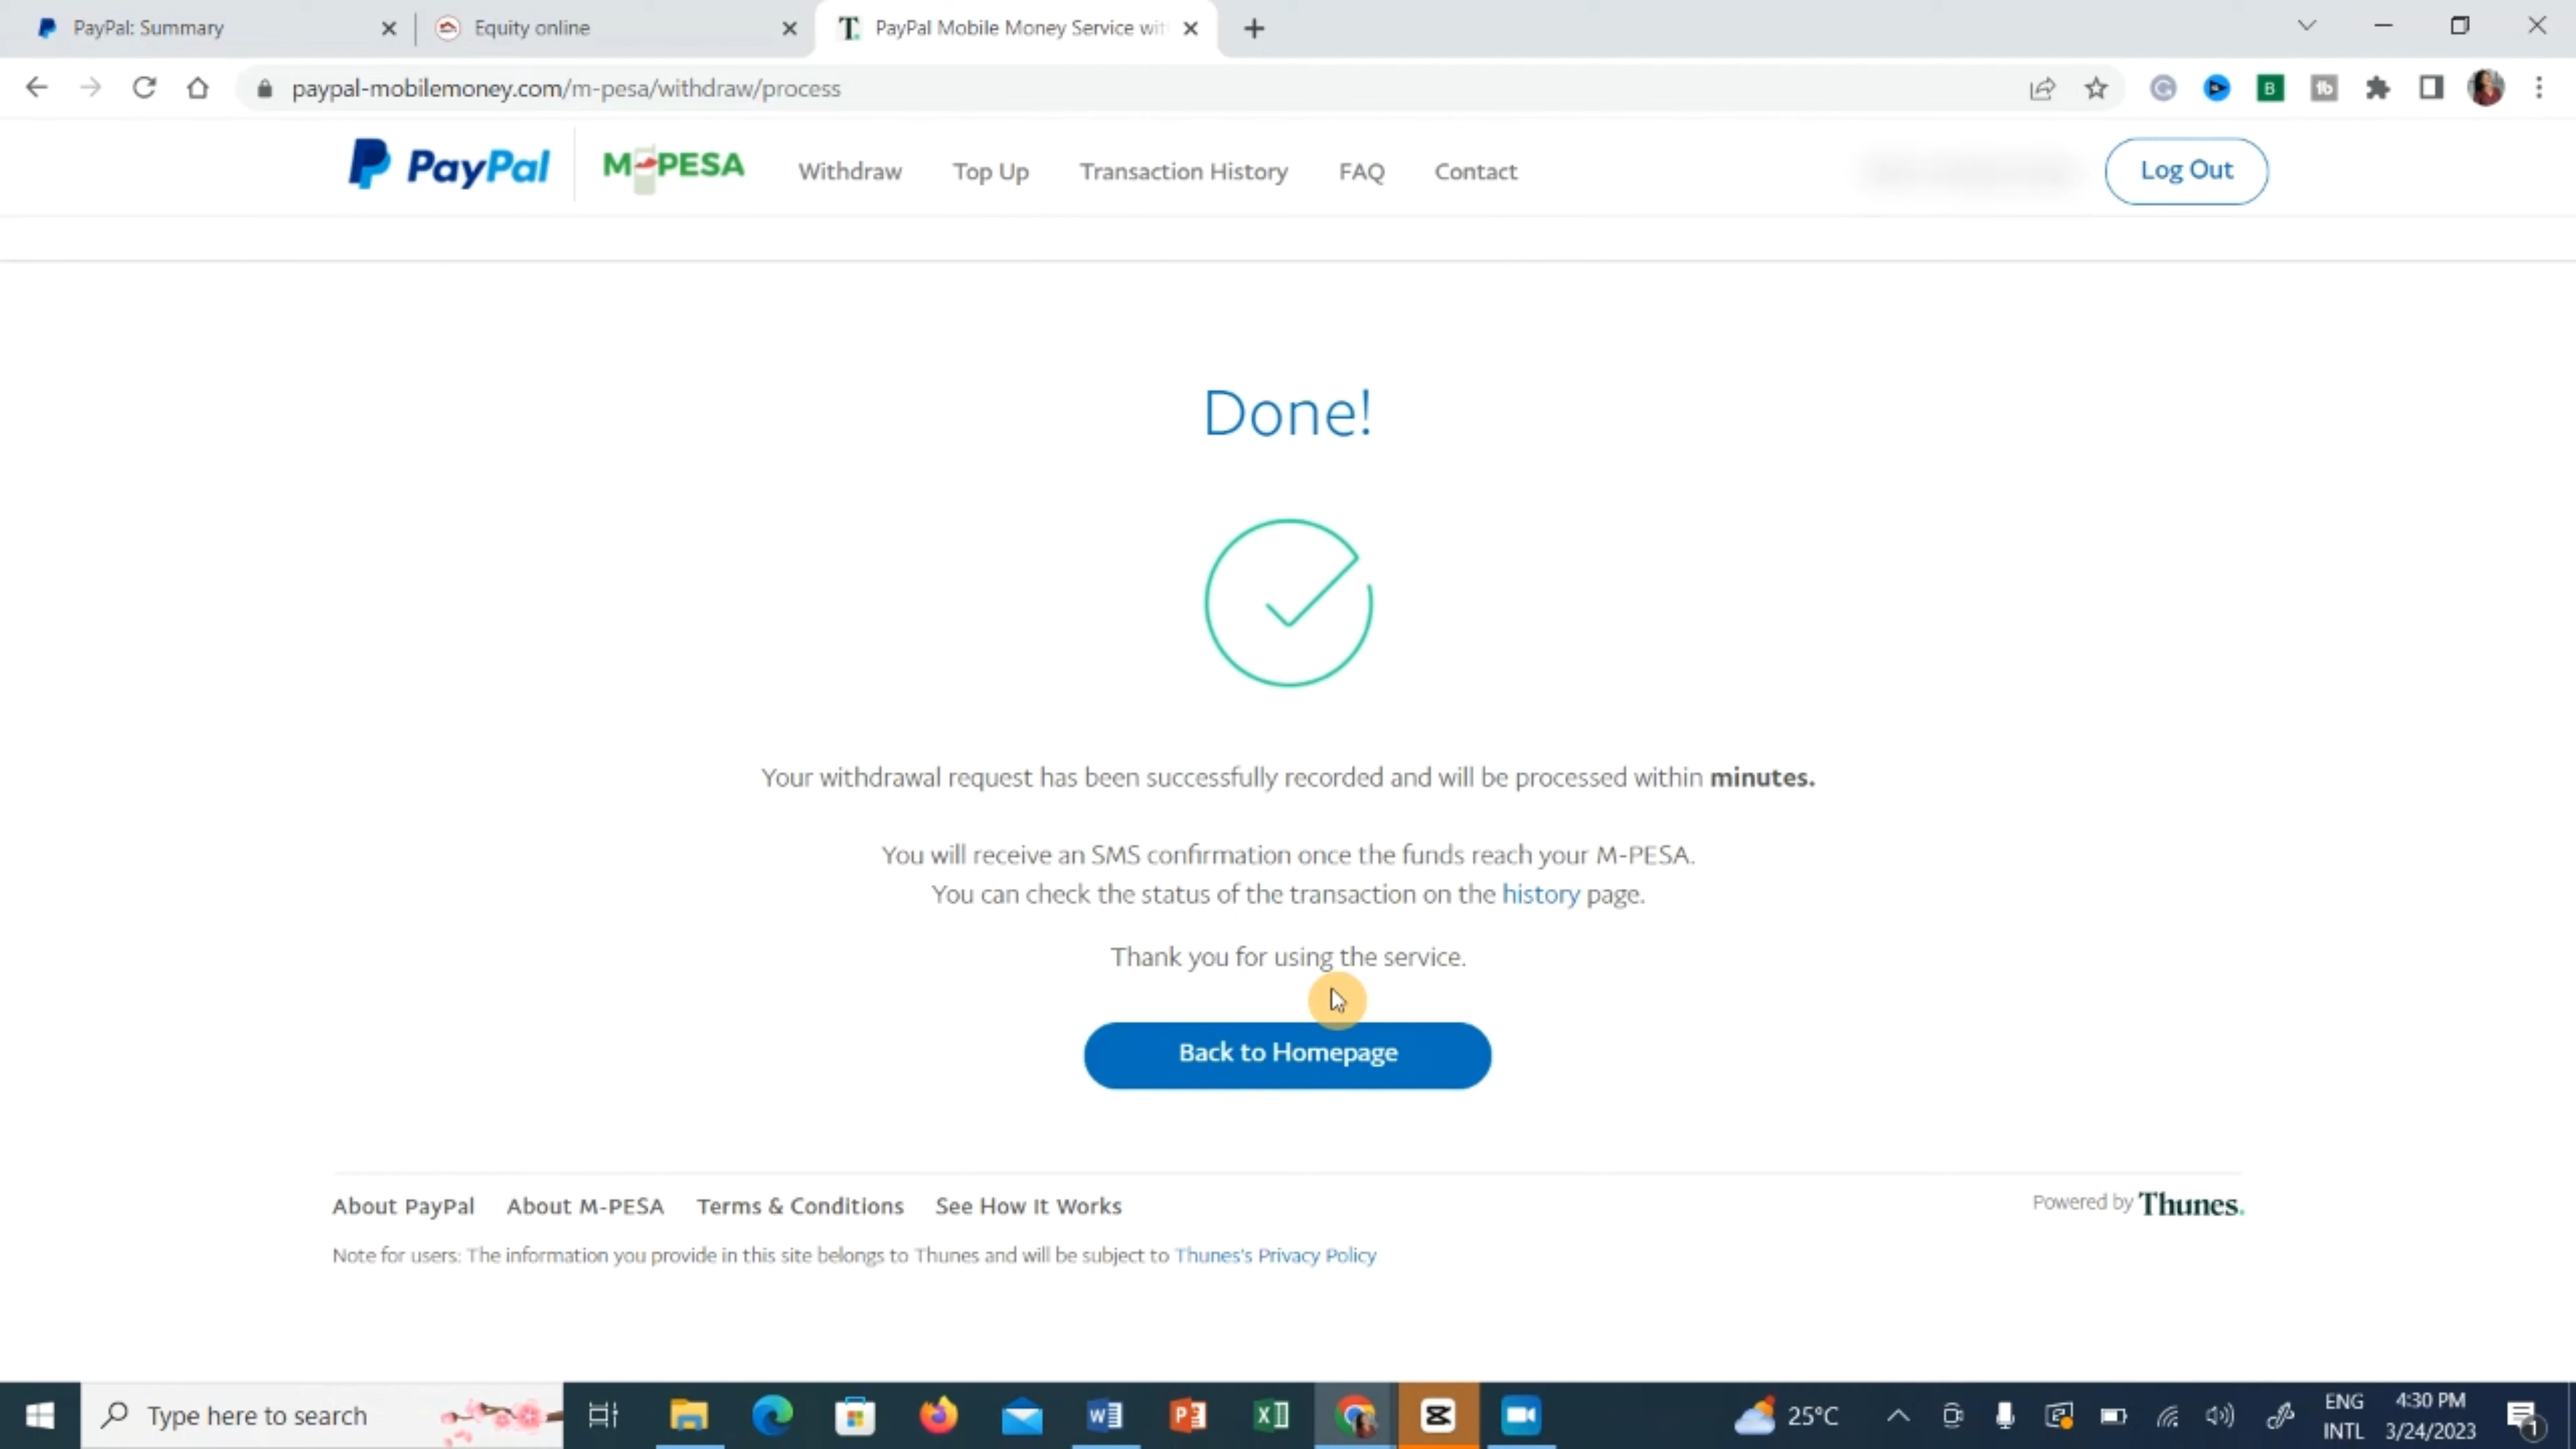 PayPal: Summary
Equity online
PayPal Mobile Money Service wit
paypal-mobilemoney.com/m-pesa/withdraw/process
B
PayPal
M-PESA
Withdraw
Top Up
Transaction History
FAQ
Contact
Log Out
Done!
Your withdrawal request has been successfully recorded and will be processed within minutes.
You will receive an SMS confirmation once the funds reach your M-PESA.
You can check the status of the transaction on the history page.
Thank you for using the service.
Back to Homepage
About PayPal
About M-PESA
Terms & Conditions
See How It Works
Powered by Thunes.
Note for users: The information you provide in this site belongs to Thunes and will be subject to Thunes's Privacy Policy
Type here to search
25°C
ENG
INTL
4:30 PM
3/24/2023
1